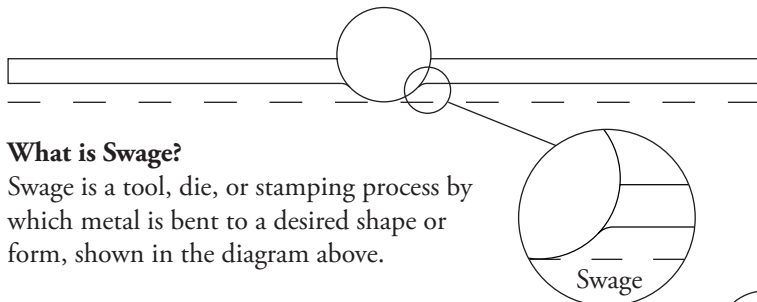 What is Swage?
Swage is a tool, die, or stamping process by
which metal is bent to a desired shape or
form, shown in the diagram above.
Swage